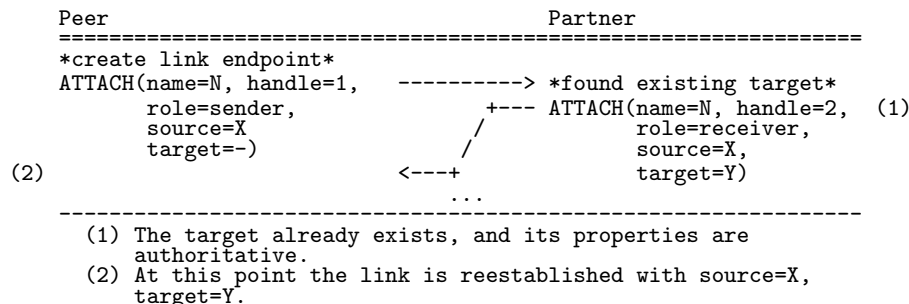 Peer                                        Partner
================================================================
*create link endpoint*
ATTACH(name=N, handle=1,   ----------> *found existing target*
       role=sender,               +--- ATTACH(name=N, handle=2,  (1)
       source=X                  /            role=receiver,
       target=-)                /             source=X,
(2)                        <---+              target=Y)
...
----------------------------------------------------------------
(1) The target already exists, and its properties are
authoritative.
(2) At this point the link is reestablished with source=X,
target=Y.